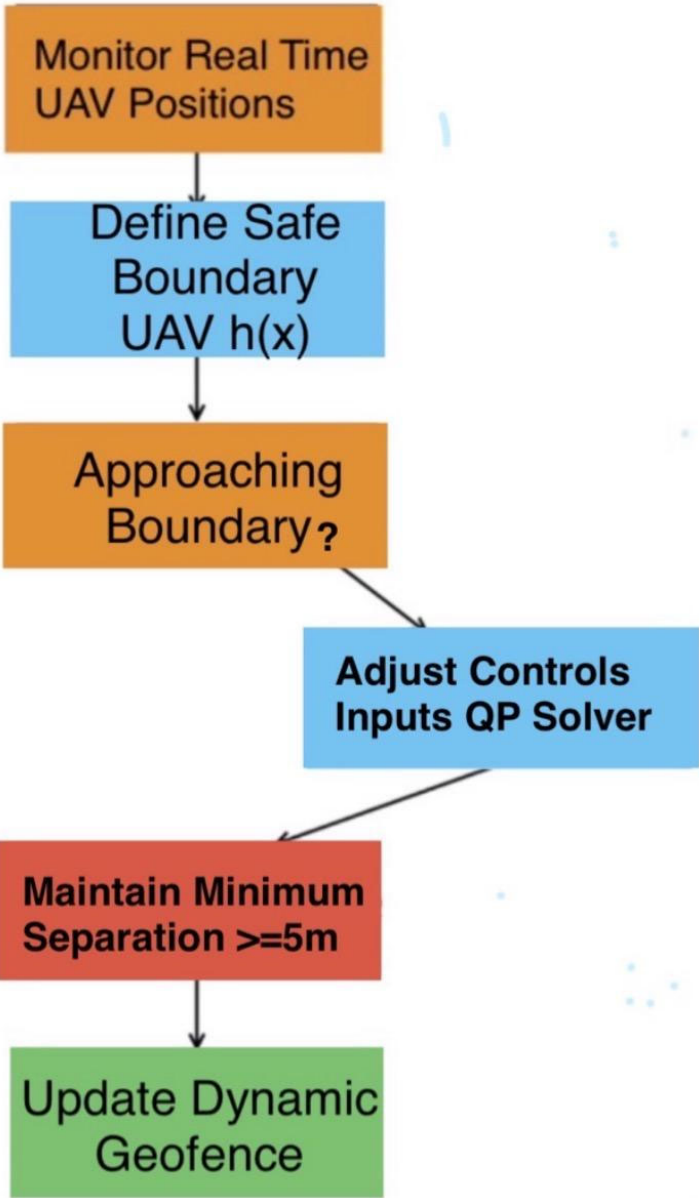 Monitor Real Time
UAV Positions
Define Safe
Boundary
UAV h(x)
Approaching
Boundary?
Adjust Controls
Inputs QP Solver
Maintain Minimum
Separation >=5m
Update Dynamic
Geofence